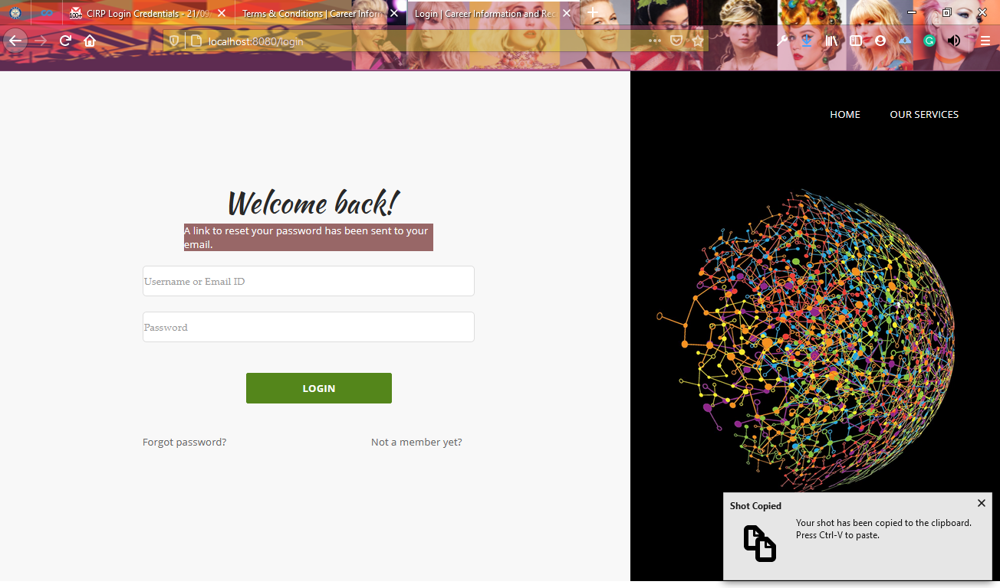 CIRP Login Credentials - 21/09
Terms & Conditions | Career Inform
Login | Career Information and Rec
100+
localhost:8080/login
HOME
OUR SERVICES
Welcome back!
A link to reset your password has been sent to your
email.
Username or Email ID
Password
LOGIN
Forgot password?
Not a member yet?
Shot Copied
Your shot has been copied to the clipboard.
Press Ctrl-V to paste.